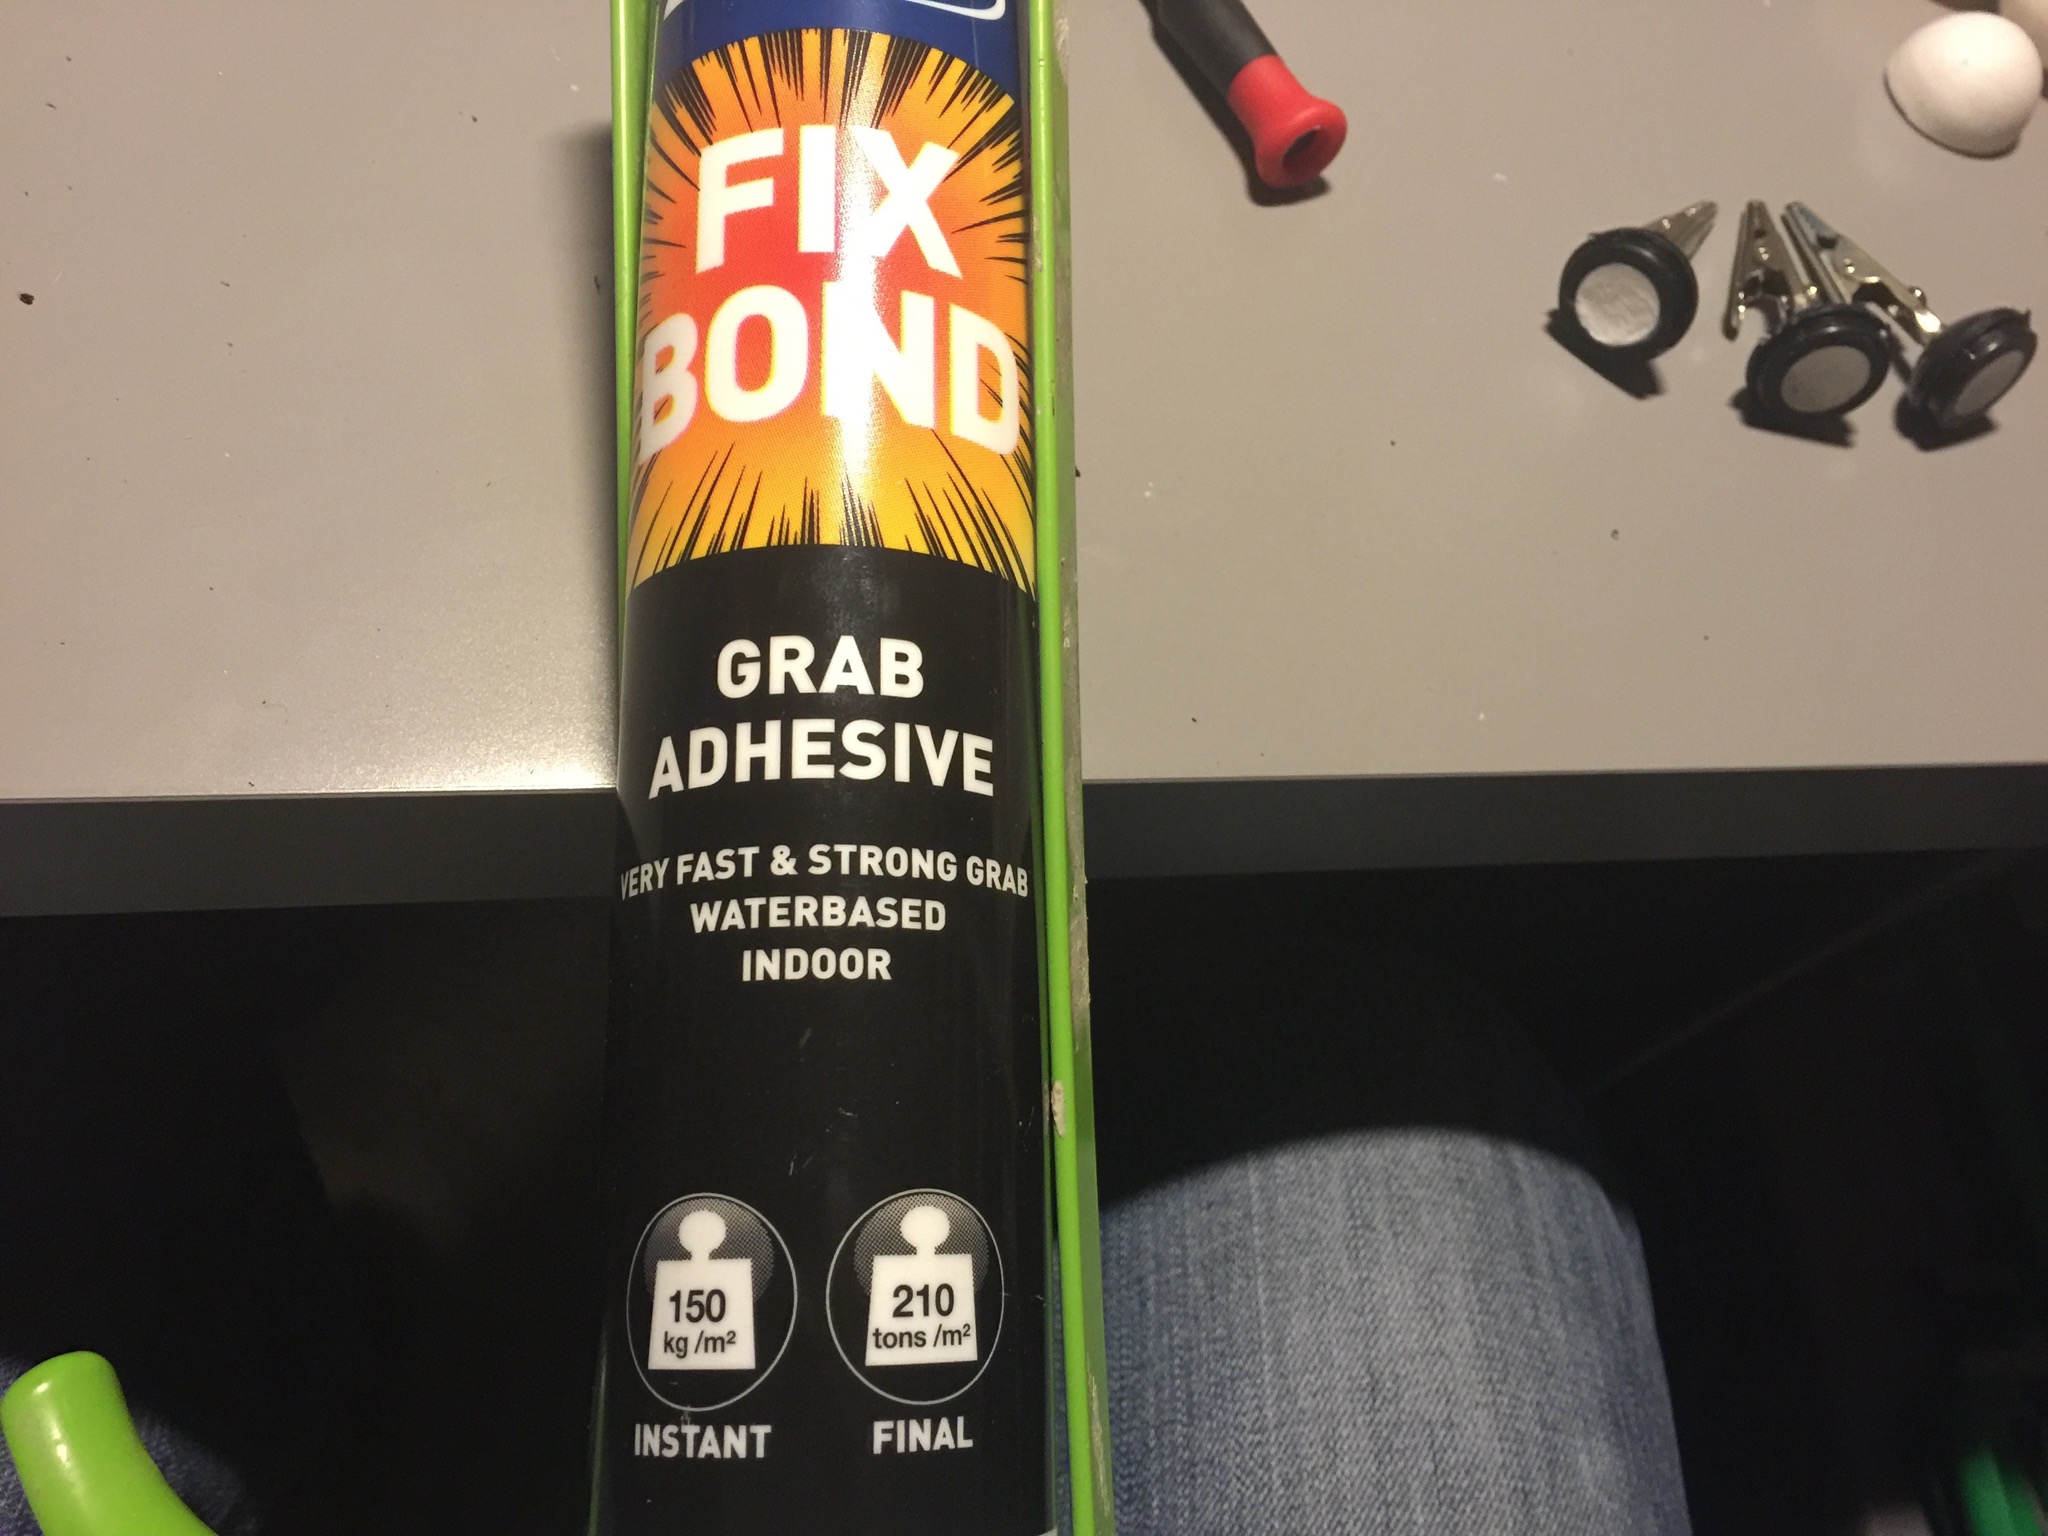 FIX
BOND
GRAB
ADHESIVE
VERY FAST & STRONG GRAB
WATERBASED
INDOOR
150
kg/m²
210
tons/m²
INSTANT
FINAL